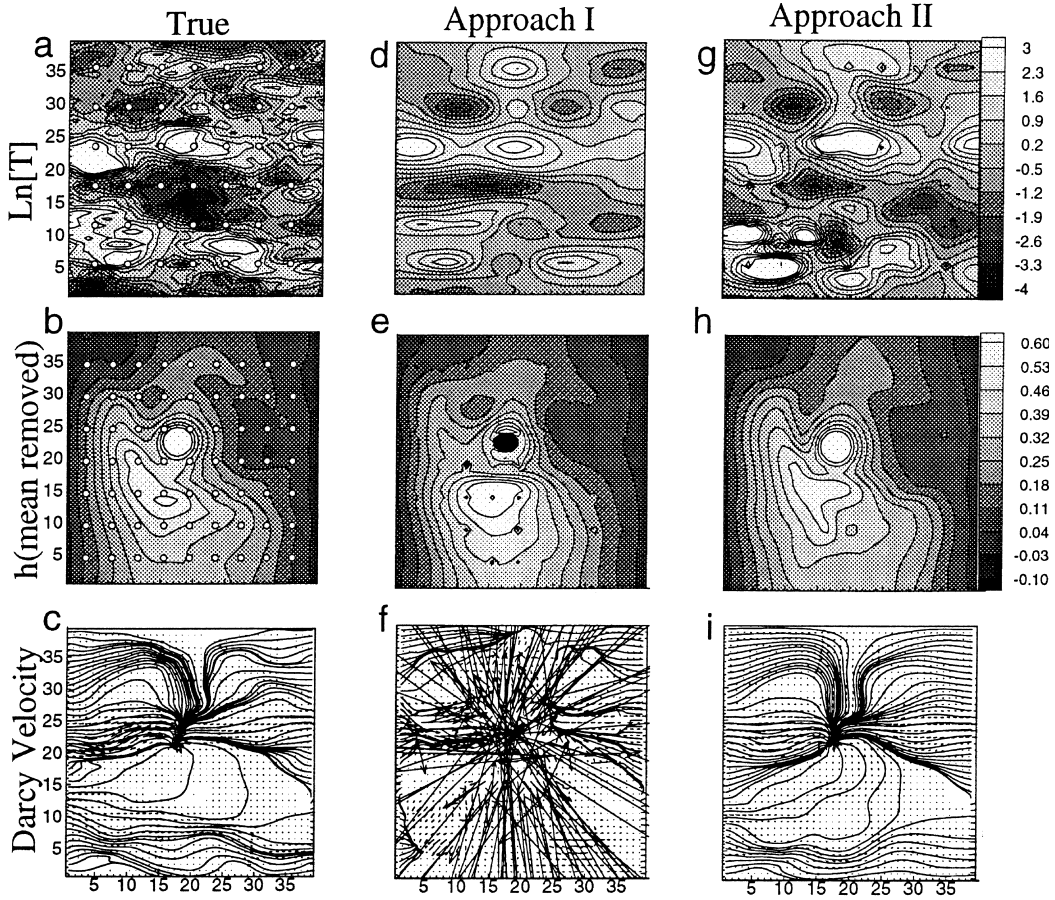 True
Approach I
Approach II
a
d
g
Ln[T]
35
30
25
20
15
10
5
3
2.3
1.6
0.9
0.2
-0.5
-1.2
-1.9
-2.6
-3.3
-4
b
e
h
h(mean removed)
35
30
25
20
15
10
5
0.60
0.53
0.46
0.39
0.32
0.25
0.18
0.11
0.04
-0.03
-0.10
c
f
i
Darcy Velocity
35
30
25
20
15
10
5
5 10 15 20 25 30 35
5 10 15 20 25 30 35
5 10 15 20 25 30 35